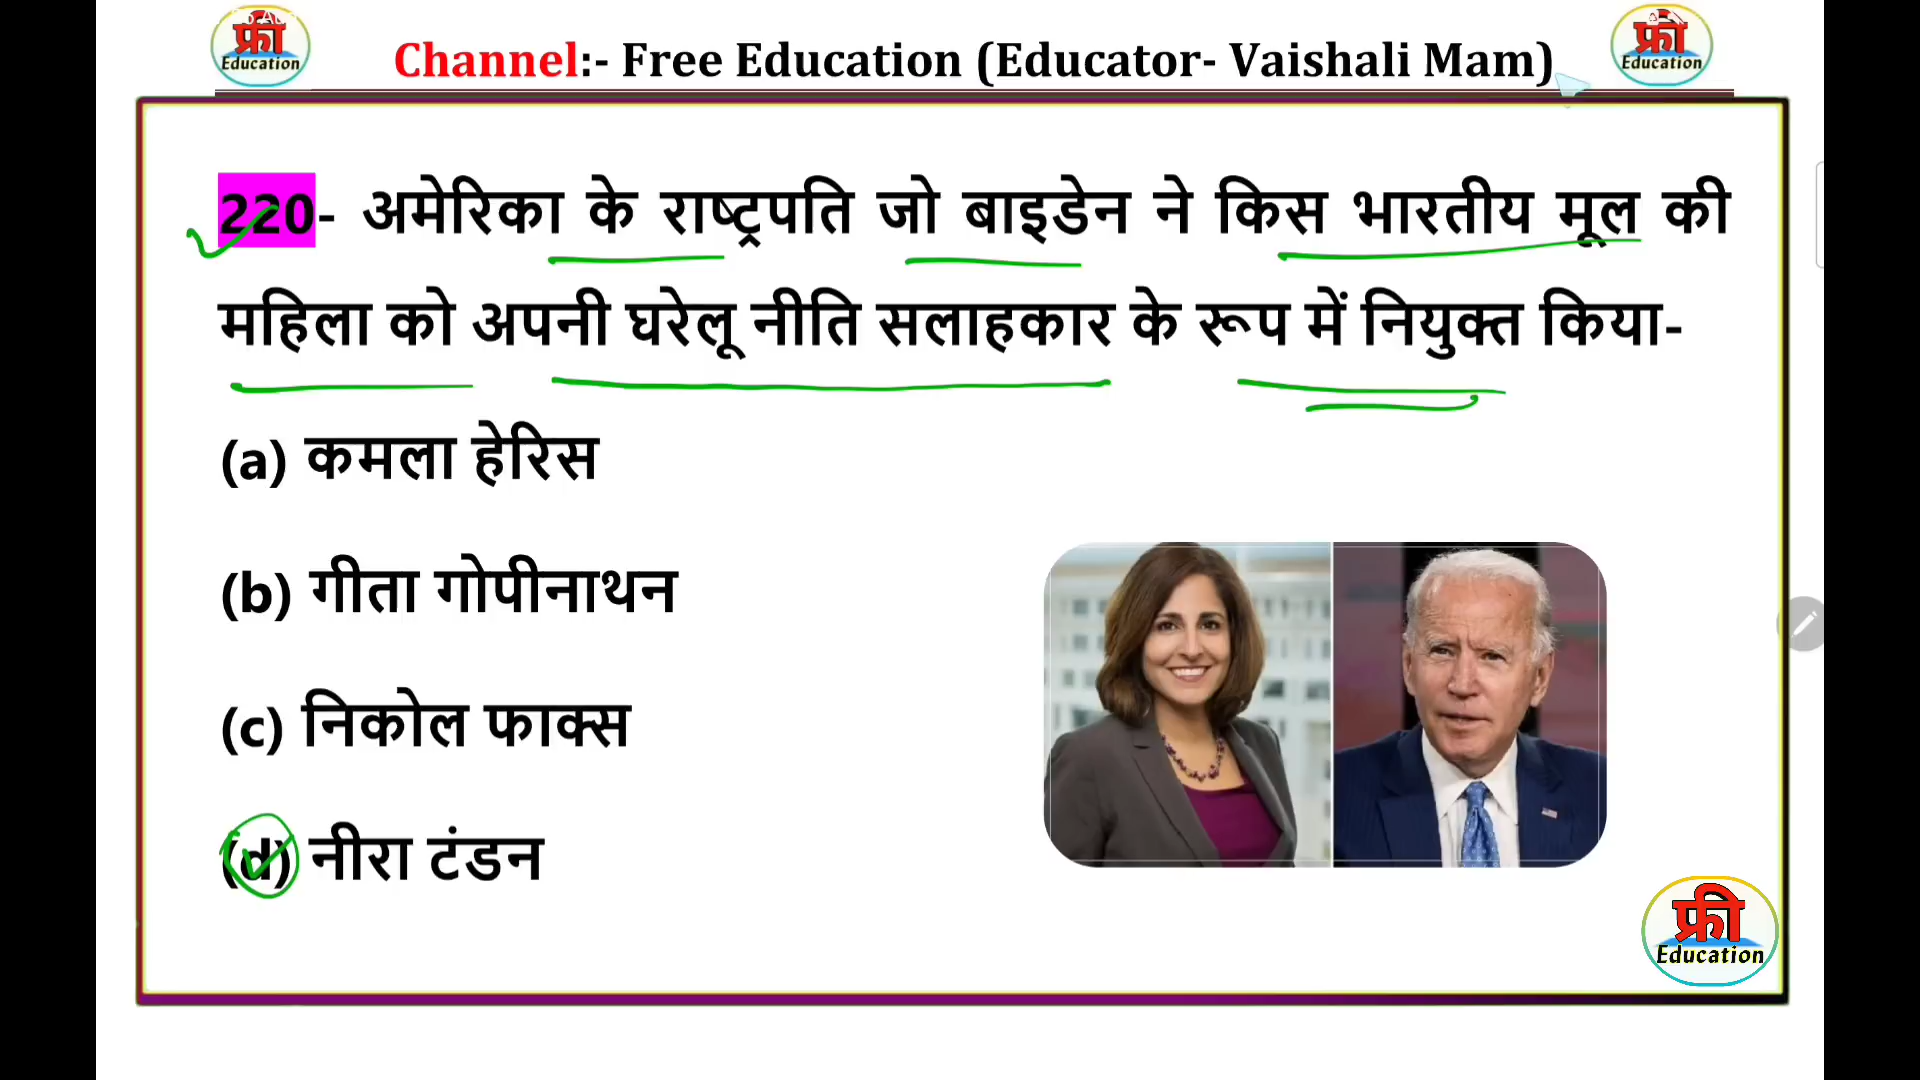 फ्री
Education
Channel:- Free Education (Educator- Vaishali Mam)
फ्री
Education
220- अमेरिका के राष्ट्रपति जो बाइडेन ने किस भारतीय मूल की
महिला को अपनी घरेलू नीति सलाहकार के रूप में नियुक्त किया-
(a) कमला हेरिस
(b) गीता गोपीनाथन
(c) निकोल फाक्स
(d) नीरा टंडन
फ्री
Education